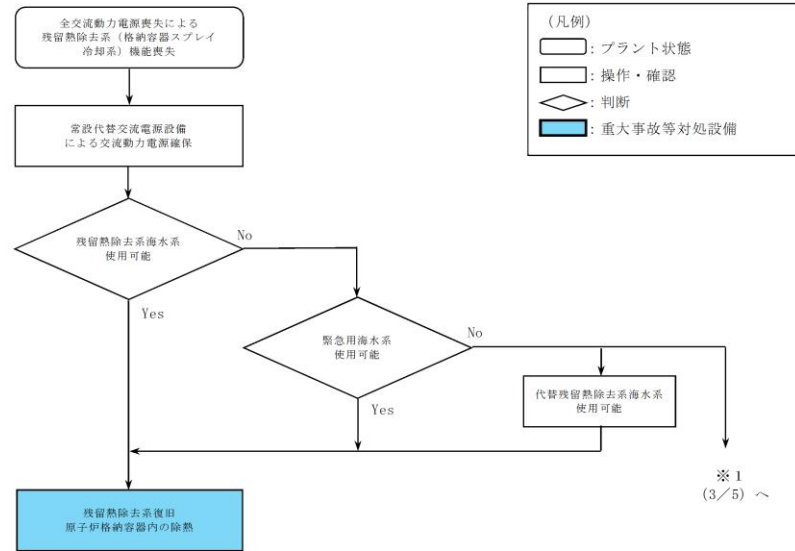 全交流動力電源喪失による
残留熱除去系（格納容器スプレイ
冷却系）機能喪失
常設代替交流電源設備
による交流動力電源確保
残留熱除去系海水系
使用可能
No
Yes
緊急用海水系
使用可能
No
Yes
代替残留熱除去系海水系
使用可能
※１
(3／5) へ
残留熱除去系復旧
原子炉格納容器内の除熱
(凡例)
：プラント状態
：操作・確認
：判断
：重大事故等対処設備